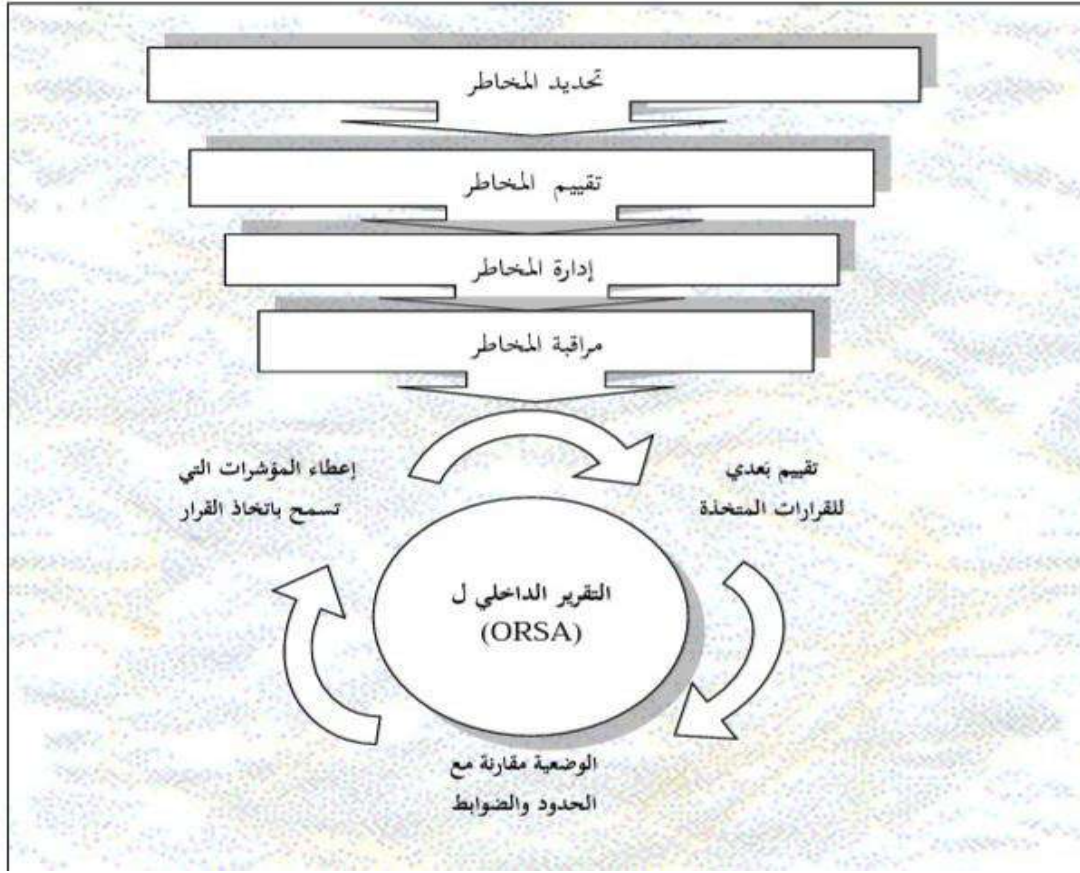 تحديد المخاطر
تقييم المخاطر
إدارة المخاطر
مراقبة المخاطر
تقييم بَعدي
للقرارات المتخذة
إعطاء المؤشرات التي
تسمح باتخاذ القرار
التقرير الداخلي ل
(ORSA)
الوضعية مقارنة مع
الحدود والضوابط